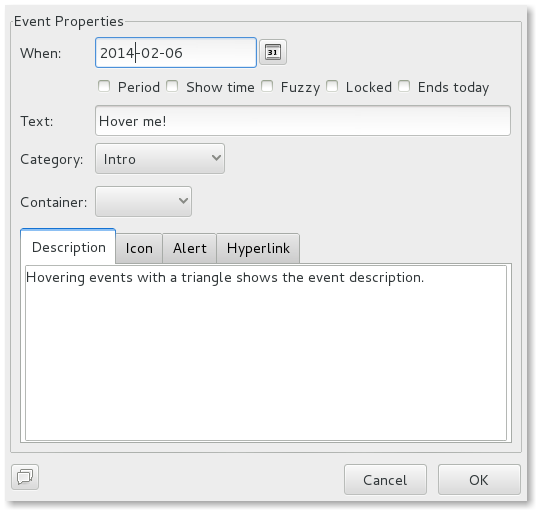 Event Properties
When: 2014-02-06 31
Period Show time Fuzzy Locked Ends today
Text: Hover me!
Category: Intro
Container:
Description Icon Alert Hyperlink
Hovering events with a triangle shows the event description.
Cancel OK